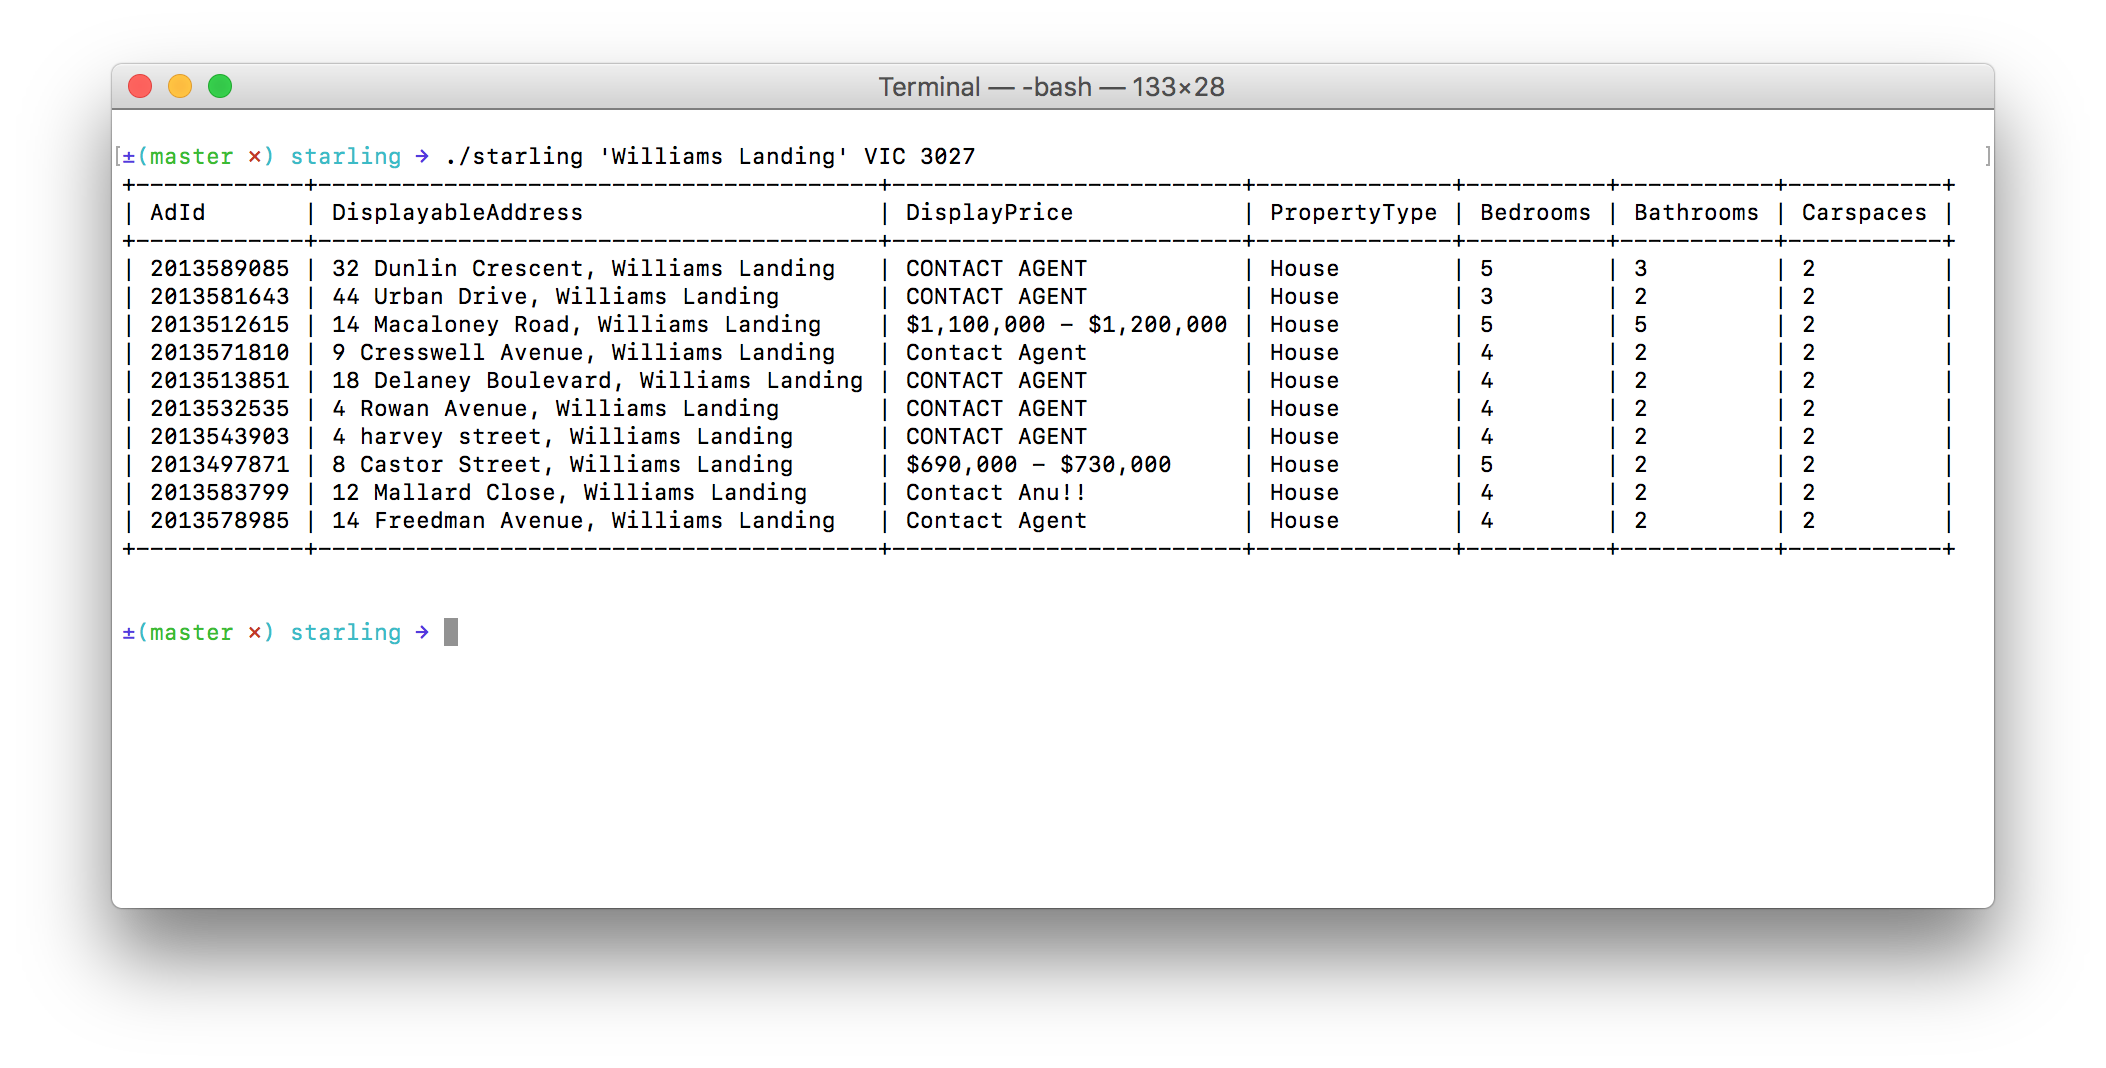 Terminal — -bash — 133×28
[±(master ×) starling → ./starling 'Williams Landing' VIC 3027 ]
+------------+----------------------------------------+-------------------------+--------------+----------+-----------+-----------+
| AdId       | DisplayableAddress                     | DisplayPrice            | PropertyType | Bedrooms | Bathrooms | Carspaces |
+------------+----------------------------------------+-------------------------+--------------+----------+-----------+-----------+
| 2013589085 | 32 Dunlin Crescent, Williams Landing   | CONTACT AGENT           | House        | 5        | 3         | 2         |
| 2013581643 | 44 Urban Drive, Williams Landing       | CONTACT AGENT           | House        | 3        | 2         | 2         |
| 2013512615 | 14 Macaloney Road, Williams Landing    | $1,100,000 - $1,200,000 | House        | 5        | 5         | 2         |
| 2013571810 | 9 Cresswell Avenue, Williams Landing   | Contact Agent           | House        | 4        | 2         | 2         |
| 2013513851 | 18 Delaney Boulevard, Williams Landing | CONTACT AGENT           | House        | 4        | 2         | 2         |
| 2013532535 | 4 Rowan Avenue, Williams Landing       | CONTACT AGENT           | House        | 4        | 2         | 2         |
| 2013543903 | 4 harvey street, Williams Landing      | CONTACT AGENT           | House        | 4        | 2         | 2         |
| 2013497871 | 8 Castor Street, Williams Landing      | $690,000 - $730,000     | House        | 5        | 2         | 2         |
| 2013583799 | 12 Mallard Close, Williams Landing     | Contact Anu!!           | House        | 4        | 2         | 2         |
| 2013578985 | 14 Freedman Avenue, Williams Landing   | Contact Agent           | House        | 4        | 2         | 2         |
+------------+----------------------------------------+-------------------------+--------------+----------+-----------+-----------+
±(master ×) starling →